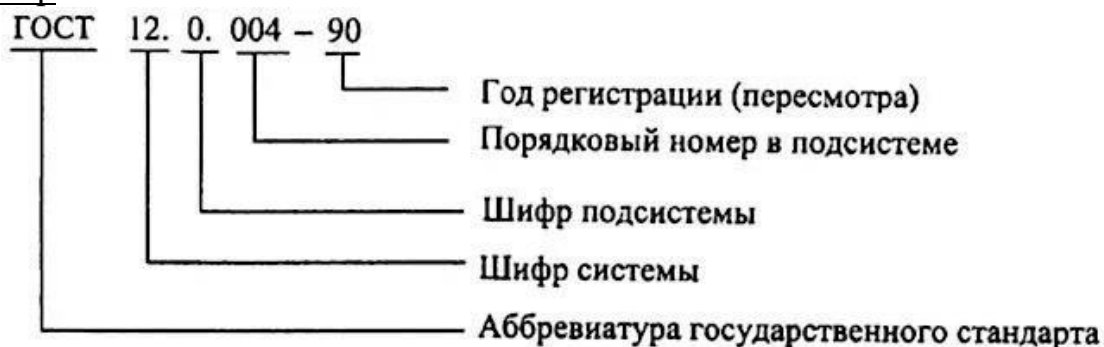 ГОСТ 12. 0. 004 – 90
Год регистрации (пересмотра)
Порядковый номер в подсистеме
Шифр подсистемы
Шифр системы
Аббревиатура государственного стандарта